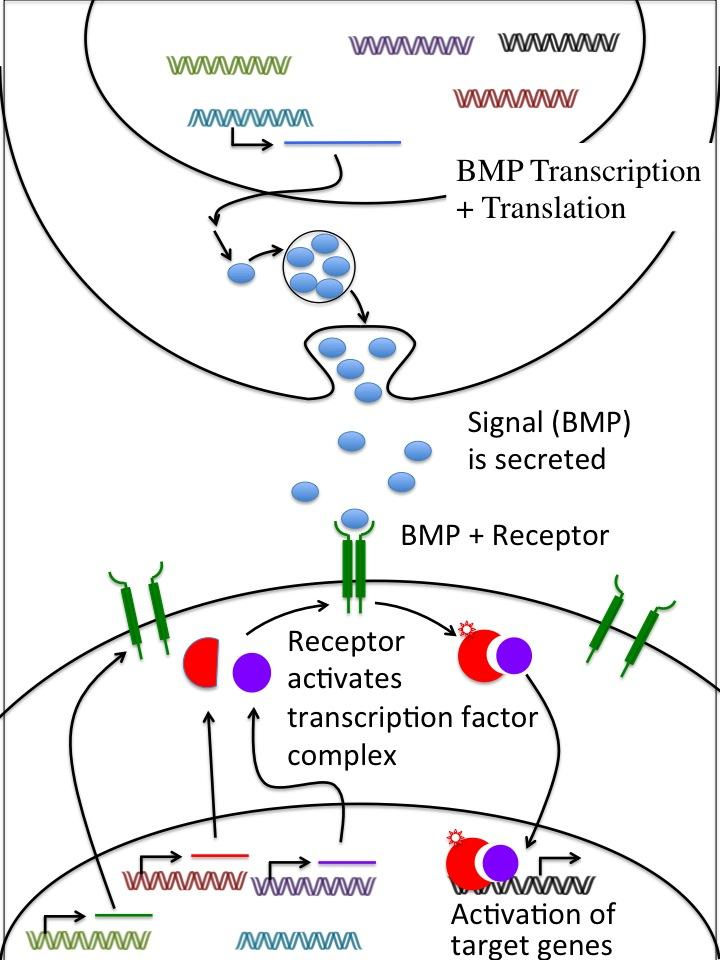 BMP Transcription
+ Translation
Signal (BMP)
is secreted
BMP + Receptor
Receptor
activates
transcription factor
complex
Activation of
target genes